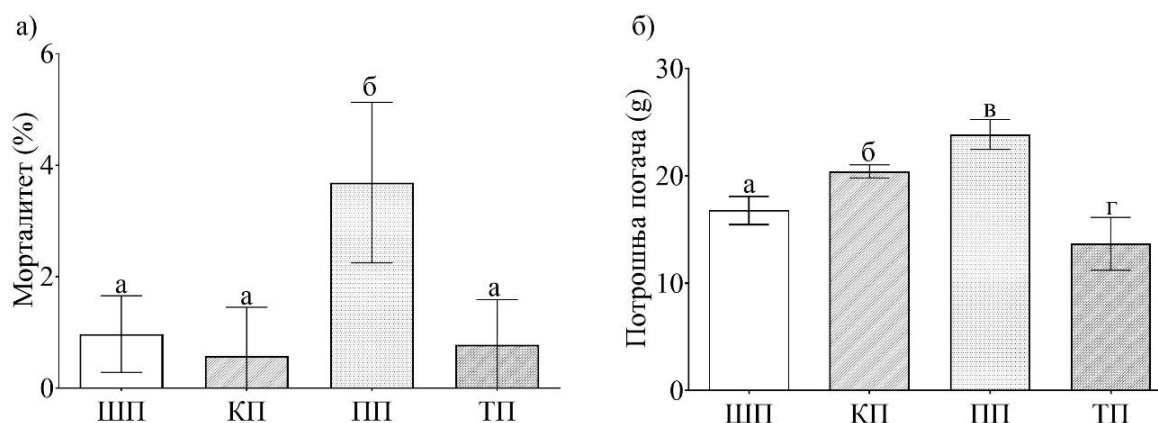 а)
Морталитет (%)
6
4
2
0
а
а
б
а
ШП КП ПП ТП
б)
Потрошња погача (g)
30
20
10
0
а
б
в
г
ШП КП ПП ТП